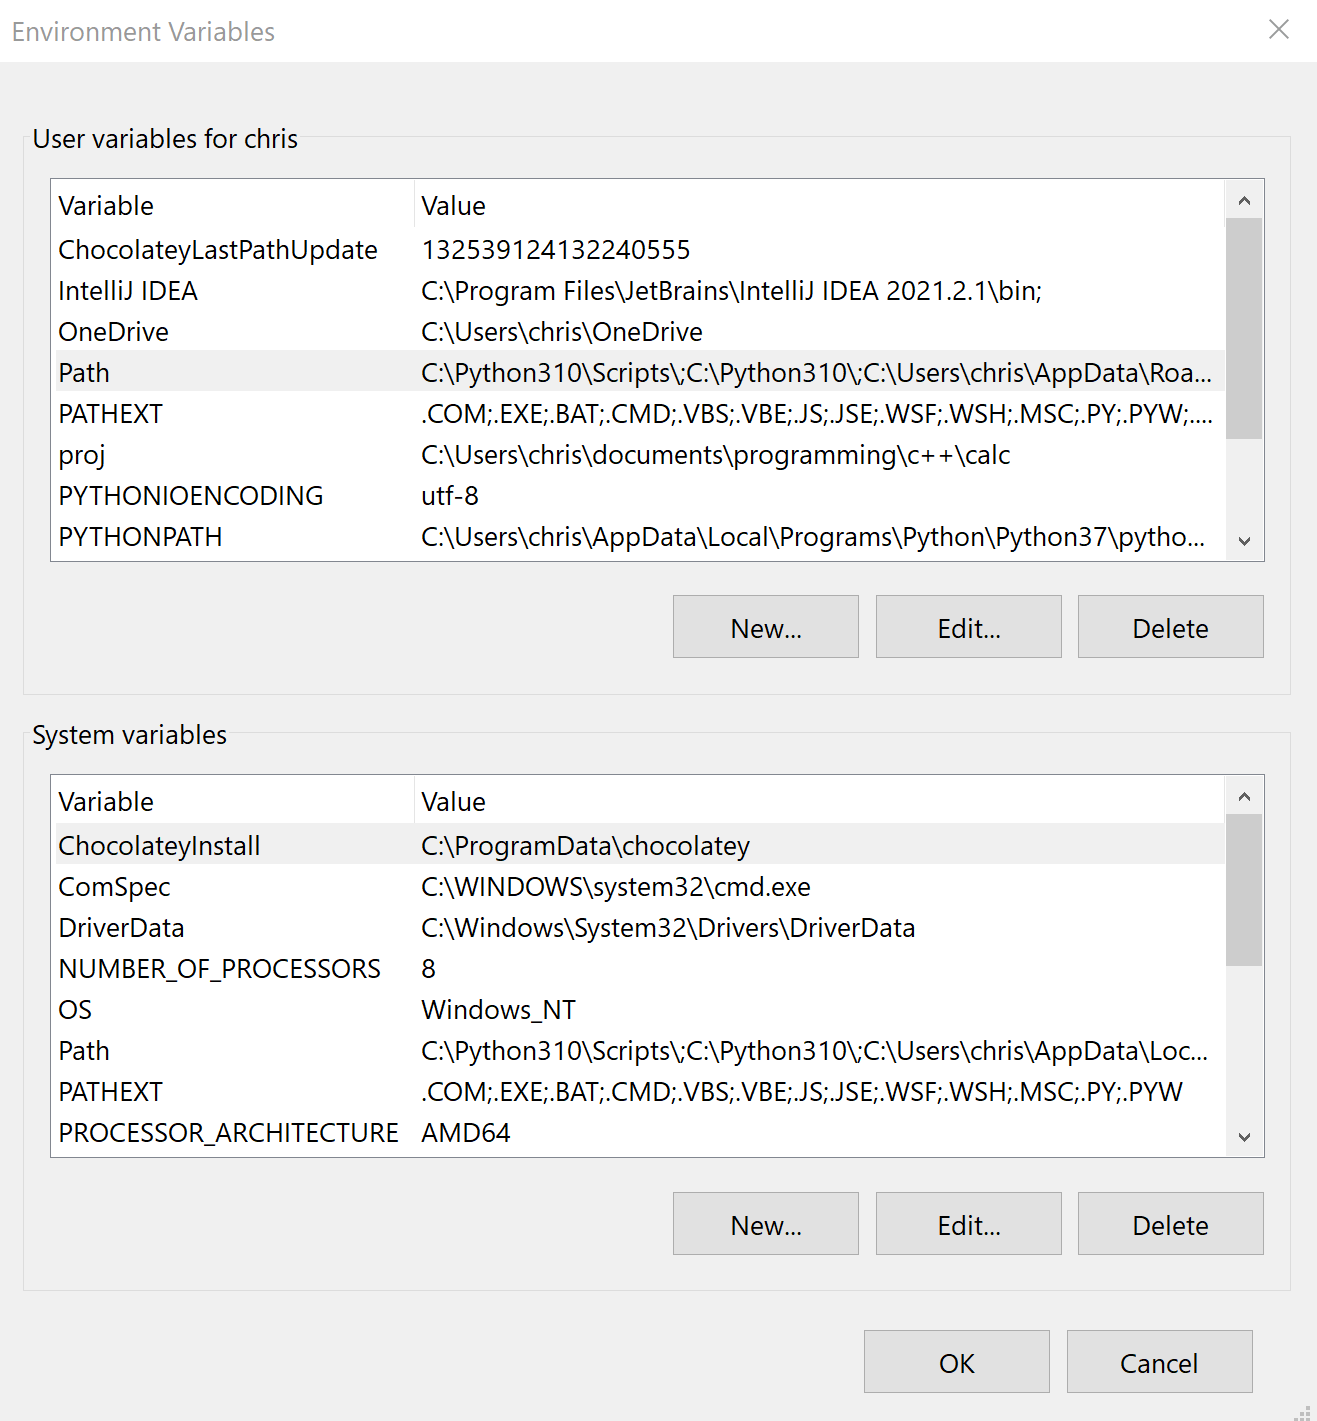 Environment Variables
User variables for chris
Variable Value
ChocolateyLastPathUpdate 132539124132240555
IntelliJ IDEA C:\Program Files\JetBrains\IntelliJ IDEA 2021.2.1\bin;
OneDrive C:\Users\chris\OneDrive
Path C:\Python310\Scripts\;C:\Python310\;C:\Users\chris\AppData\Roa...
PATHEXT .COM;.EXE;.BAT;.CMD;.VBS;.VBE;.JS;.JSE;.WSF;.WSH;.MSC;.PY;.PYW;....
proj C:\Users\chris\documents\programming\c++\calc
PYTHONIOENCODING utf-8
PYTHONPATH C:\Users\chris\AppData\Local\Programs\Python\Python37\pytho...
New... Edit... Delete
System variables
Variable Value
ChocolateyInstall C:\ProgramData\chocolatey
ComSpec C:\WINDOWS\system32\cmd.exe
DriverData C:\Windows\System32\Drivers\DriverData
NUMBER_OF_PROCESSORS 8
OS Windows_NT
Path C:\Python310\Scripts\;C:\Python310\;C:\Users\chris\AppData\Loc...
PATHEXT .COM;.EXE;.BAT;.CMD;.VBS;.VBE;.JS;.JSE;.WSF;.WSH;.MSC;.PY;.PYW
PROCESSOR_ARCHITECTURE AMD64
New... Edit... Delete
OK Cancel